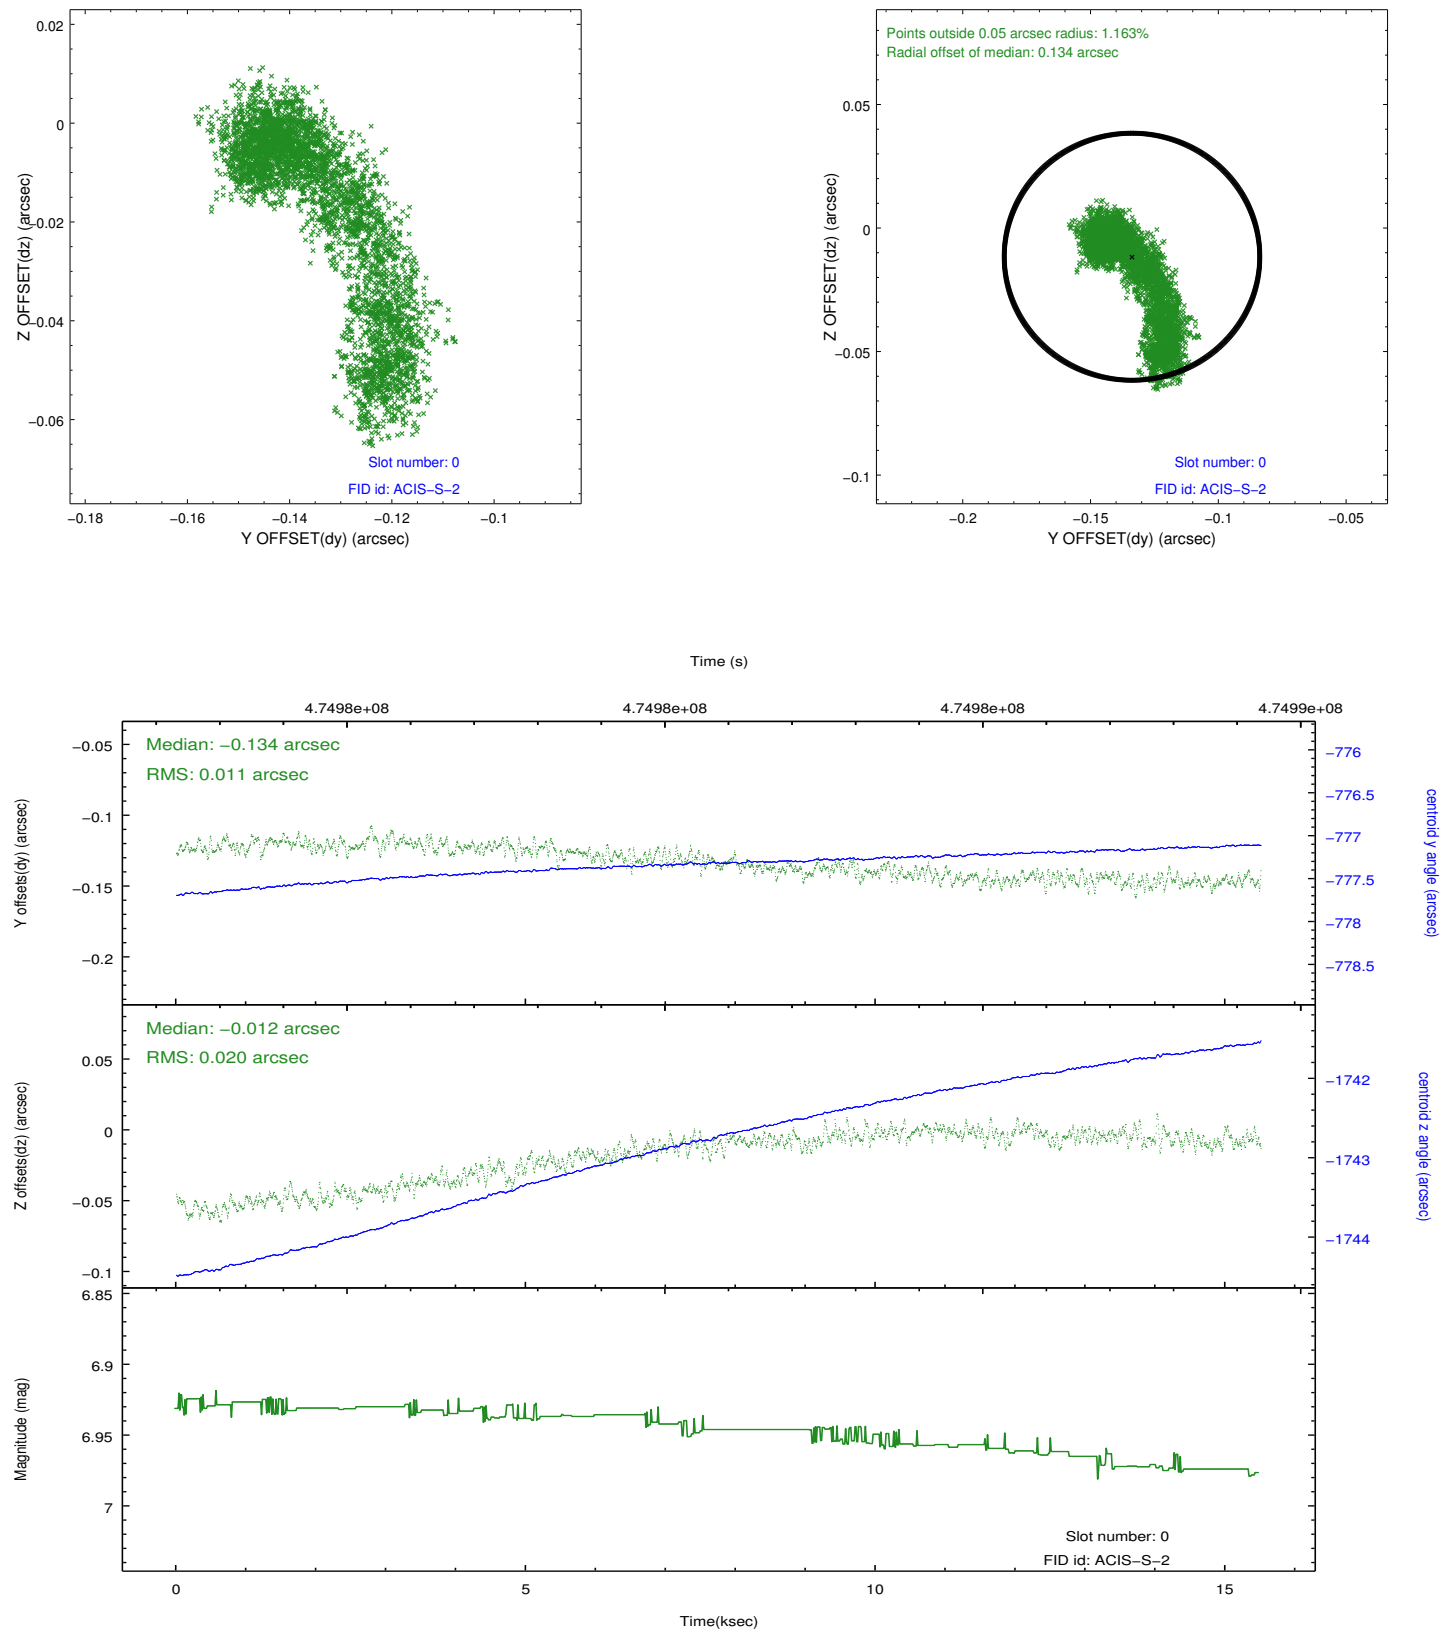 0.02
0
−0.02
−0.04
−0.06
Z OFFSET(dz) (arcsec)
Slot number: 0
FID id: ACIS−S−2
−0.18
−0.16
−0.14
−0.12
−0.1
Y OFFSET(dy) (arcsec)
Points outside 0.05 arcsec radius: 1.163%
Radial offset of median: 0.134 arcsec
0.05
0
−0.05
−0.1
Z OFFSET(dz) (arcsec)
Slot number: 0
FID id: ACIS−S−2
−0.2
−0.15
−0.1
−0.05
Y OFFSET(dy) (arcsec)
Time (s)
4.7498e+08
4.7498e+08
4.7498e+08
4.7499e+08
Median: −0.134 arcsec
RMS: 0.011 arcsec
−0.05
−0.1
−0.15
−0.2
Y offsets(dy) (arcsec)
−776
−776.5
−777
−777.5
−778
−778.5
centroid y angle (arcsec)
Median: −0.012 arcsec
RMS: 0.020 arcsec
0.05
0
−0.05
−0.1
Z offsets(dz) (arcsec)
−1742
−1743
−1744
centroid z angle (arcsec)
6.85
6.9
6.95
7
Magnitude (mag)
Slot number: 0
FID id: ACIS−S−2
0
5
10
15
Time(ksec)